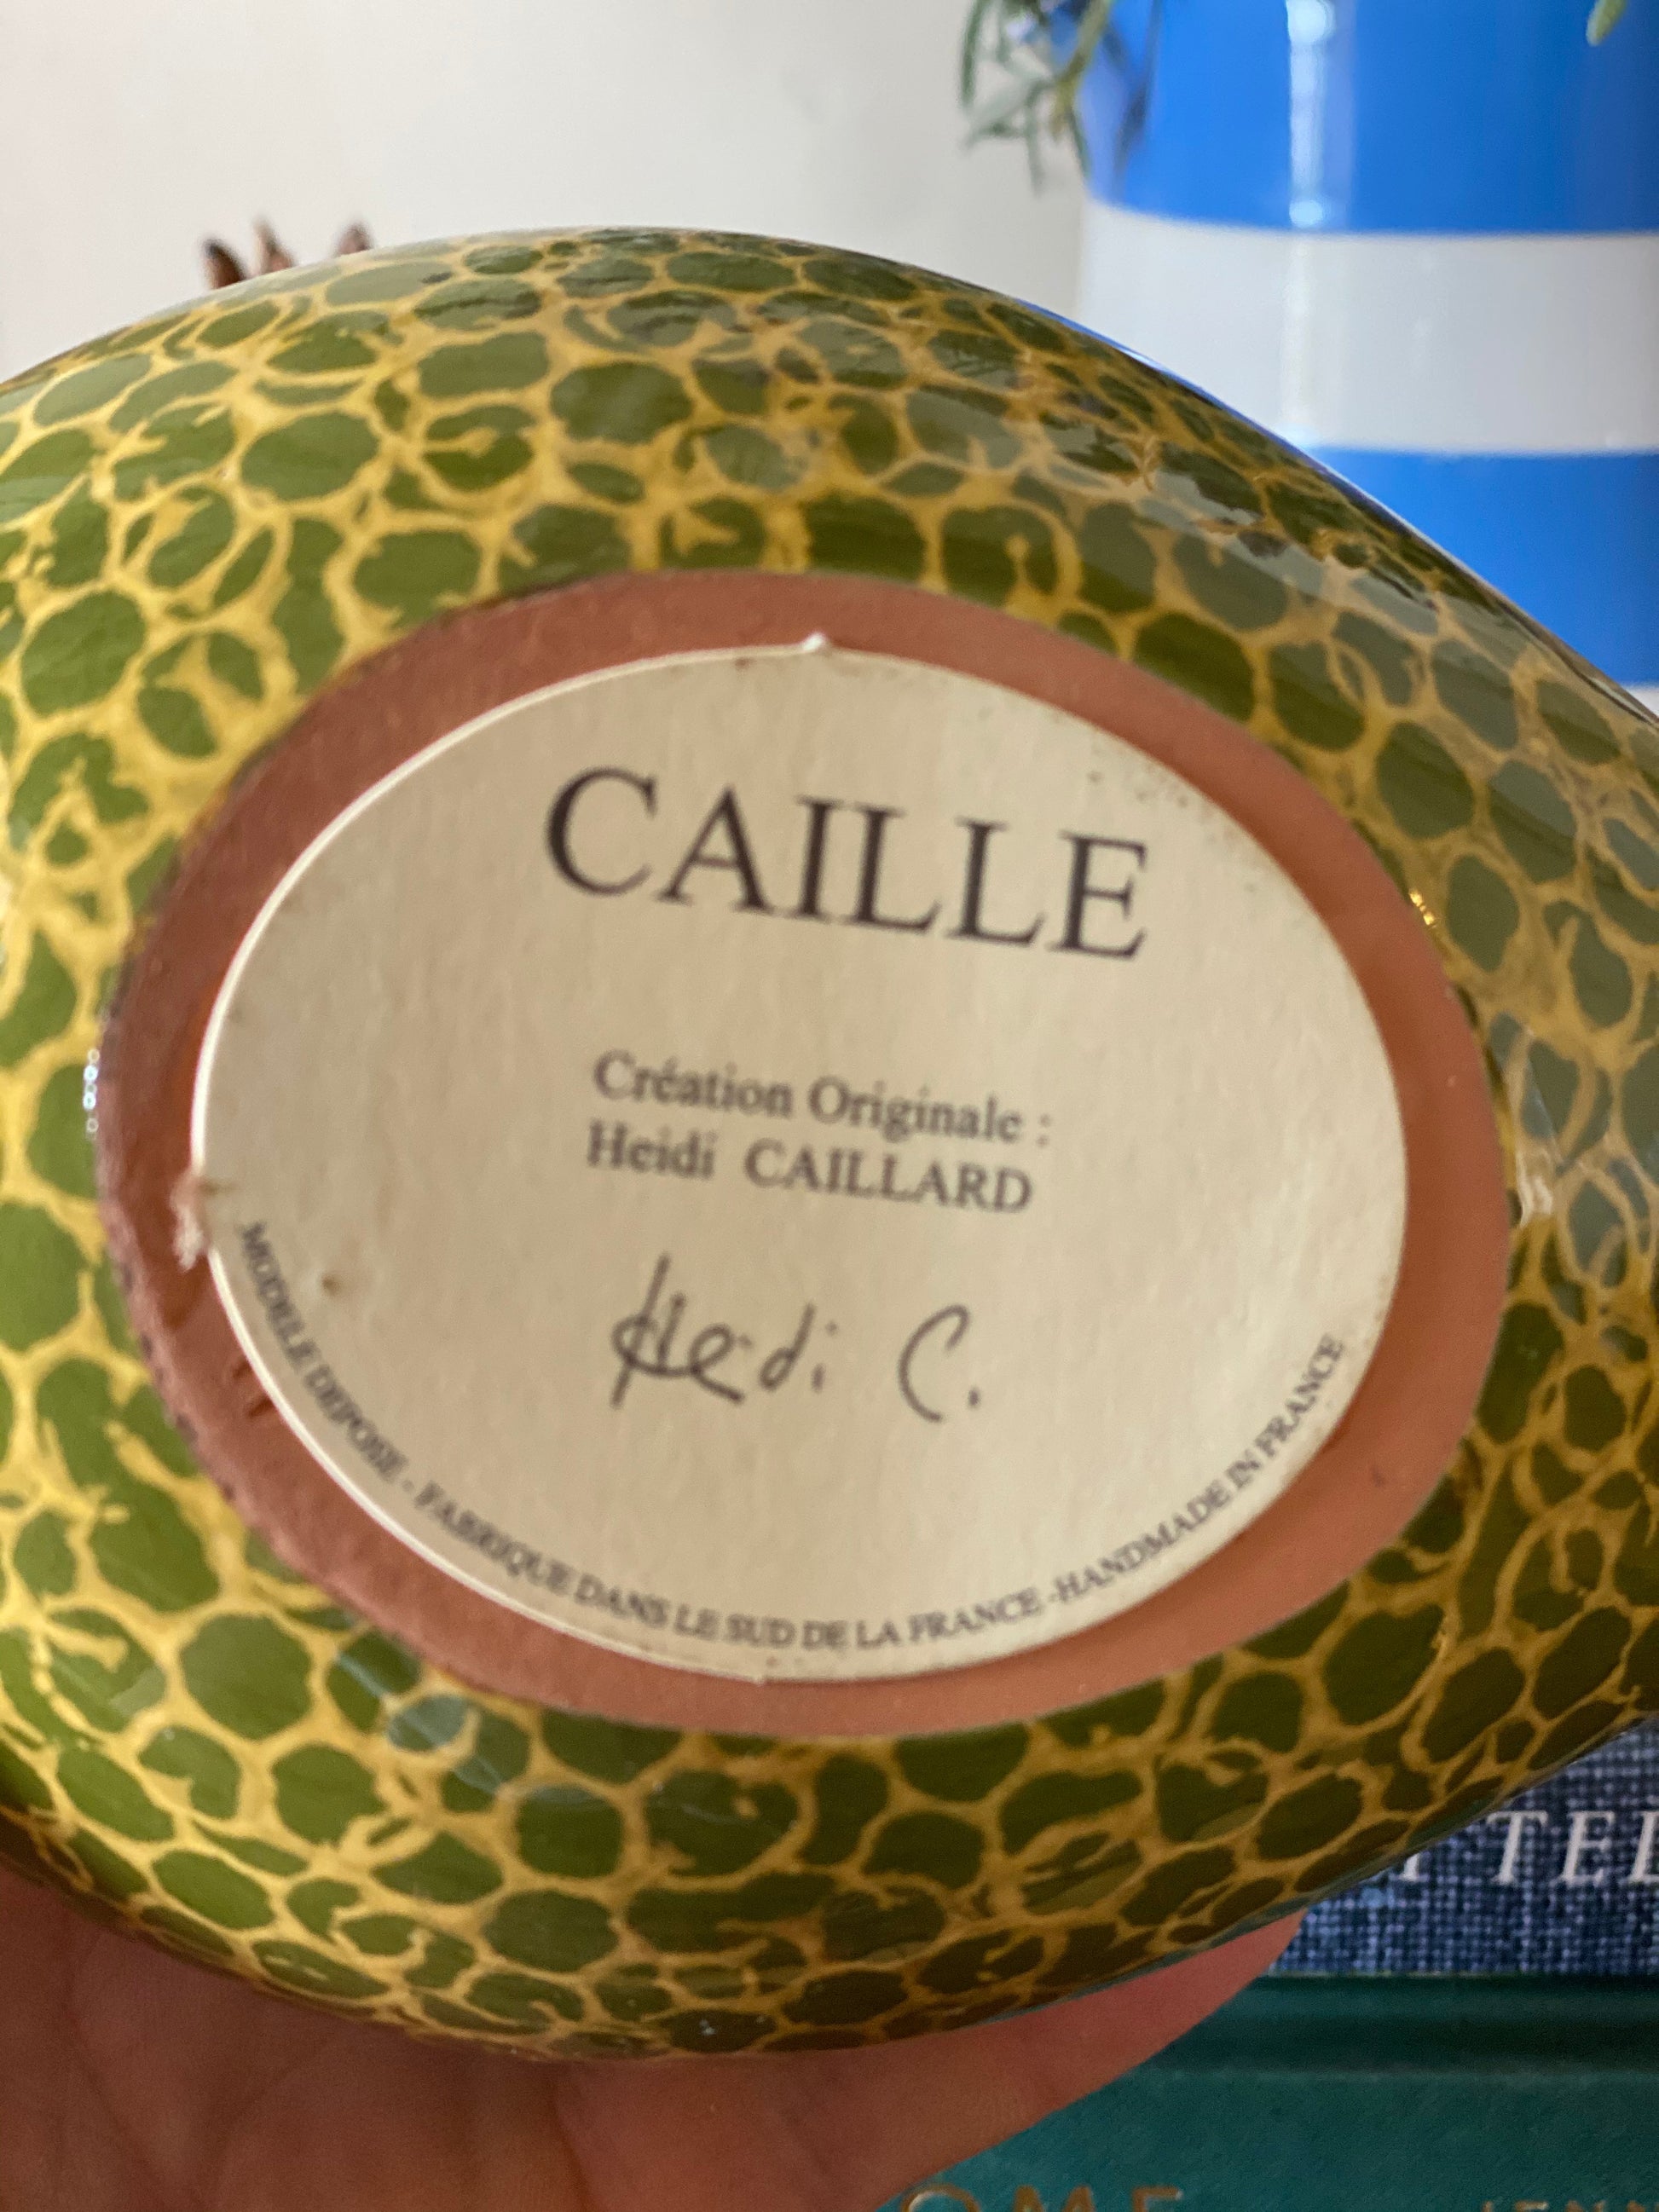 CAILLE
Création Originale :
Heidi CAILLARD
Heidi C.
MODELE DEPOSE - FABRIQUE DANS LE SUD DE LA FRANCE -HANDMADE IN FRANCE